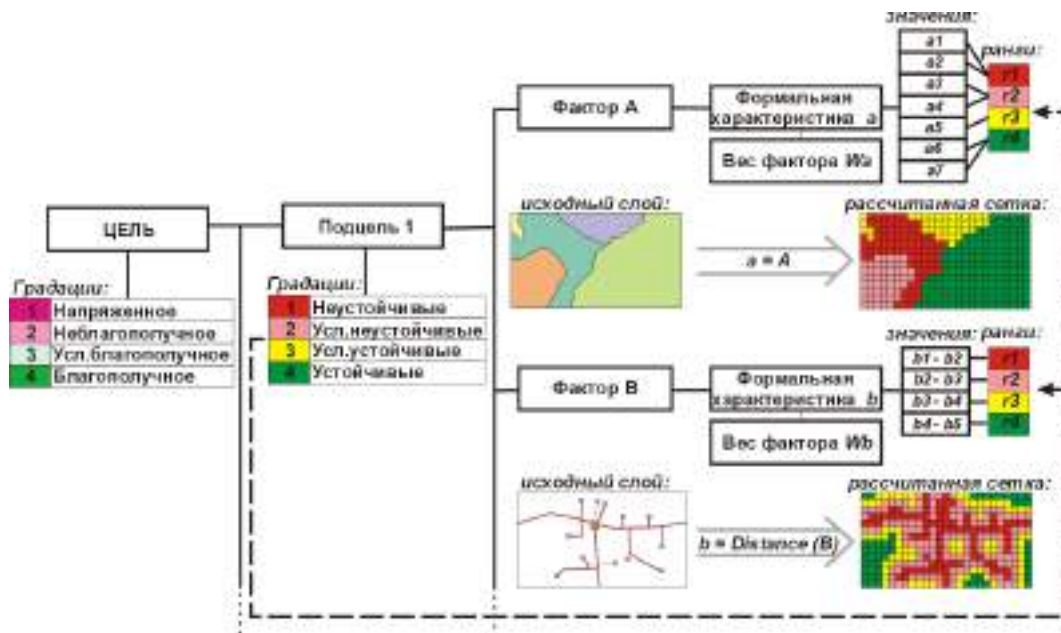 значения:
ранги:
a1
a2
a3
a4
a5
a6
a7
r1
r2
r3
r4
Фактор А
Формальная
характеристика a
Вес фактора Wa
исходный слой:
рассчитанная сетка:
a = A
ЦЕЛЬ
Подцель 1
Градации:
1 Напряженное
2 Неблагополучное
3 Усл.благополучное
4 Благополучное
Градации:
1 Неустойчивые
2 Усл.неустойчивые
3 Усл.устойчивые
4 Устойчивые
значения:
ранги:
b1 - b2
b2 - b3
b3 - b4
b4 - b5
r1
r2
r3
r4
Фактор В
Формальная
характеристика b
Вес фактора Wb
исходный слой:
рассчитанная сетка:
b = Distance (B)